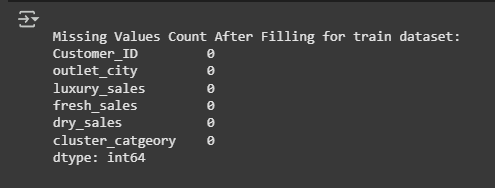 Missing Values Count After Filling for train dataset:
Customer_ID 0
outlet_city 0
luxury_sales 0
fresh_sales 0
dry_sales 0
cluster_catgeory 0
dtype: int64